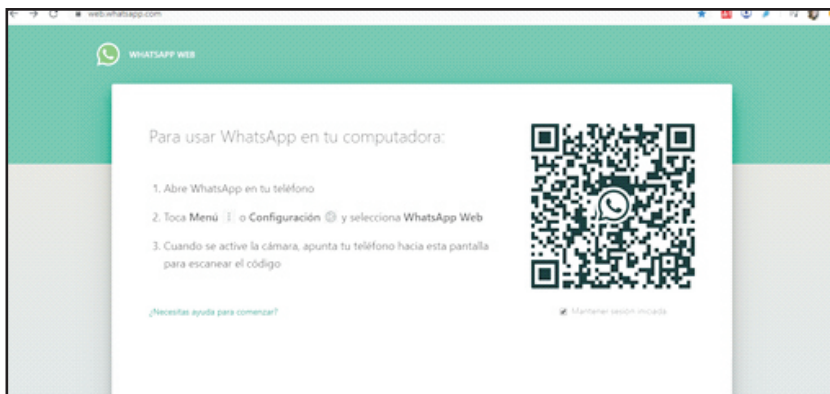 web.whatsapp.com
WHATSAPP WEB
Para usar WhatsApp en tu computadora:
1. Abre WhatsApp en tu teléfono
2. Toca Menú o Configuración y selecciona WhatsApp Web
3. Cuando se active la cámara, apunta tu teléfono hacia esta pantalla
para escanear el código
¿Necesitas ayuda para comenzar?
Mantener sesión iniciada